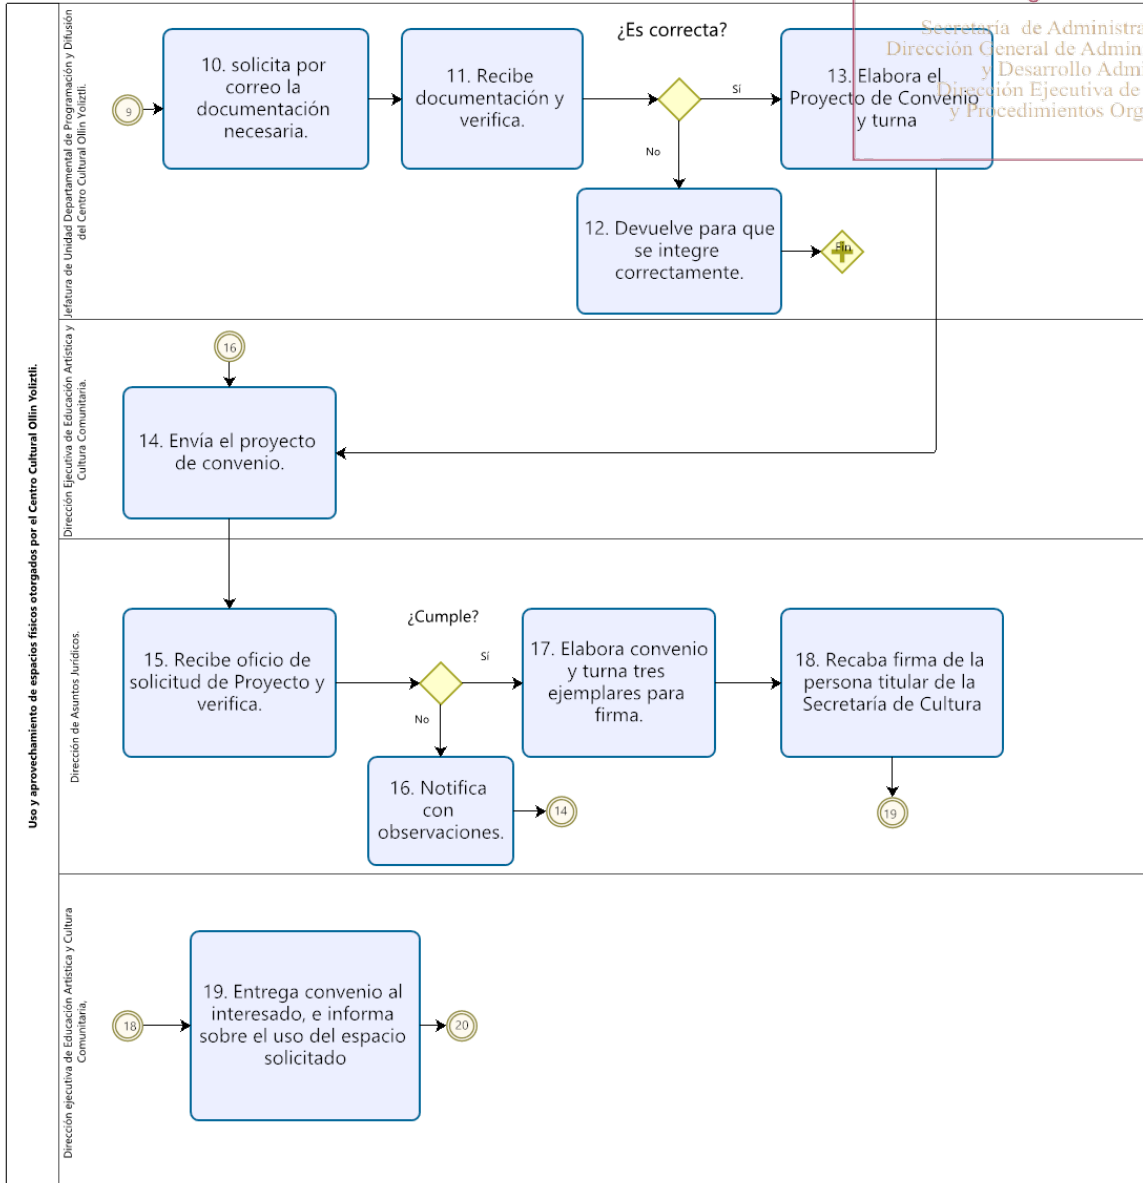 Uso y aprovechamiento de espacios físicos otorgados por el Centro Cultural Ollin Yoliztli.
Jefatura de Unidad Departamental de Programación y Difusión
del Centro Cultural Ollin Yoliztli.
9
10. solicita por
correo la
documentación
necesaria.
11. Recibe
documentación y
verifica.
¿Es correcta?
Sí
No
13. Elabora el
Proyecto de Convenio
y turna
Secretaría de Administra
Dirección General de Admin
y Desarrollo Admi
Dirección Ejecutiva de
y Procedimientos Org
12. Devuelve para que
se integre
correctamente.
Fin
Dirección Ejecutiva de Educación Artística y
Cultura Comunitaria.
16
14. Envía el proyecto
de convenio.
Dirección de Asuntos Jurídicos.
15. Recibe oficio de
solicitud de Proyecto y
verifica.
¿Cumple?
Sí
No
17. Elabora convenio
y turna tres
ejemplares para
firma.
18. Recaba firma de la
persona titular de la
Secretaría de Cultura
16. Notifica
con
observaciones.
14
19
Dirección ejecutiva de Educación Artística y Cultura
Comunitaria,
18
19. Entrega convenio al
interesado, e informa
sobre el uso del espacio
solicitado
20